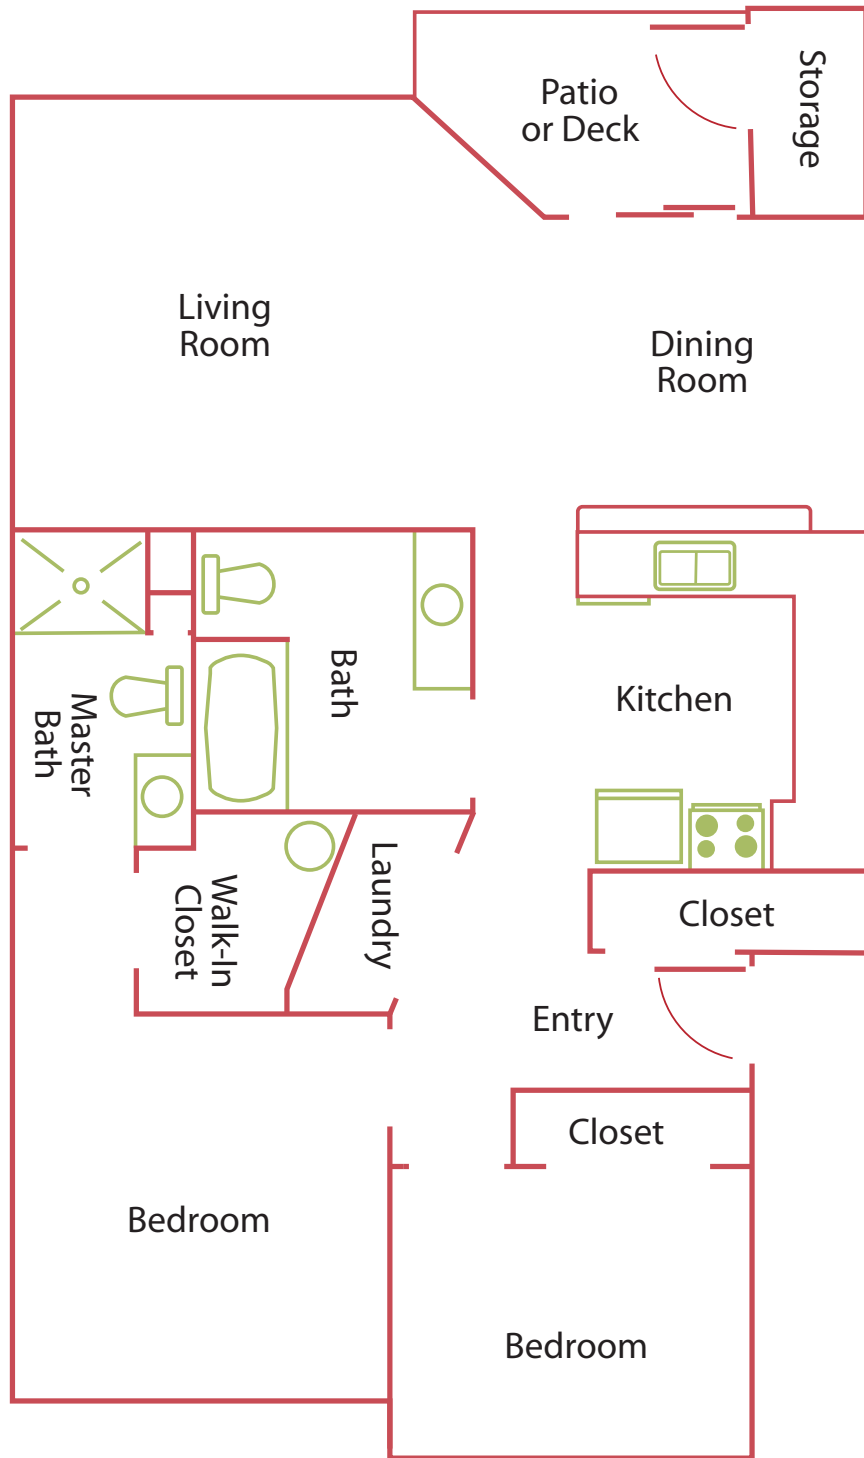 Patio
or Deck
Storage
Living
Room
Dining
Room
Bath
Master
Bath
Kitchen
Walk-In
Closet
Laundry
Closet
Entry
Closet
Bedroom
Bedroom